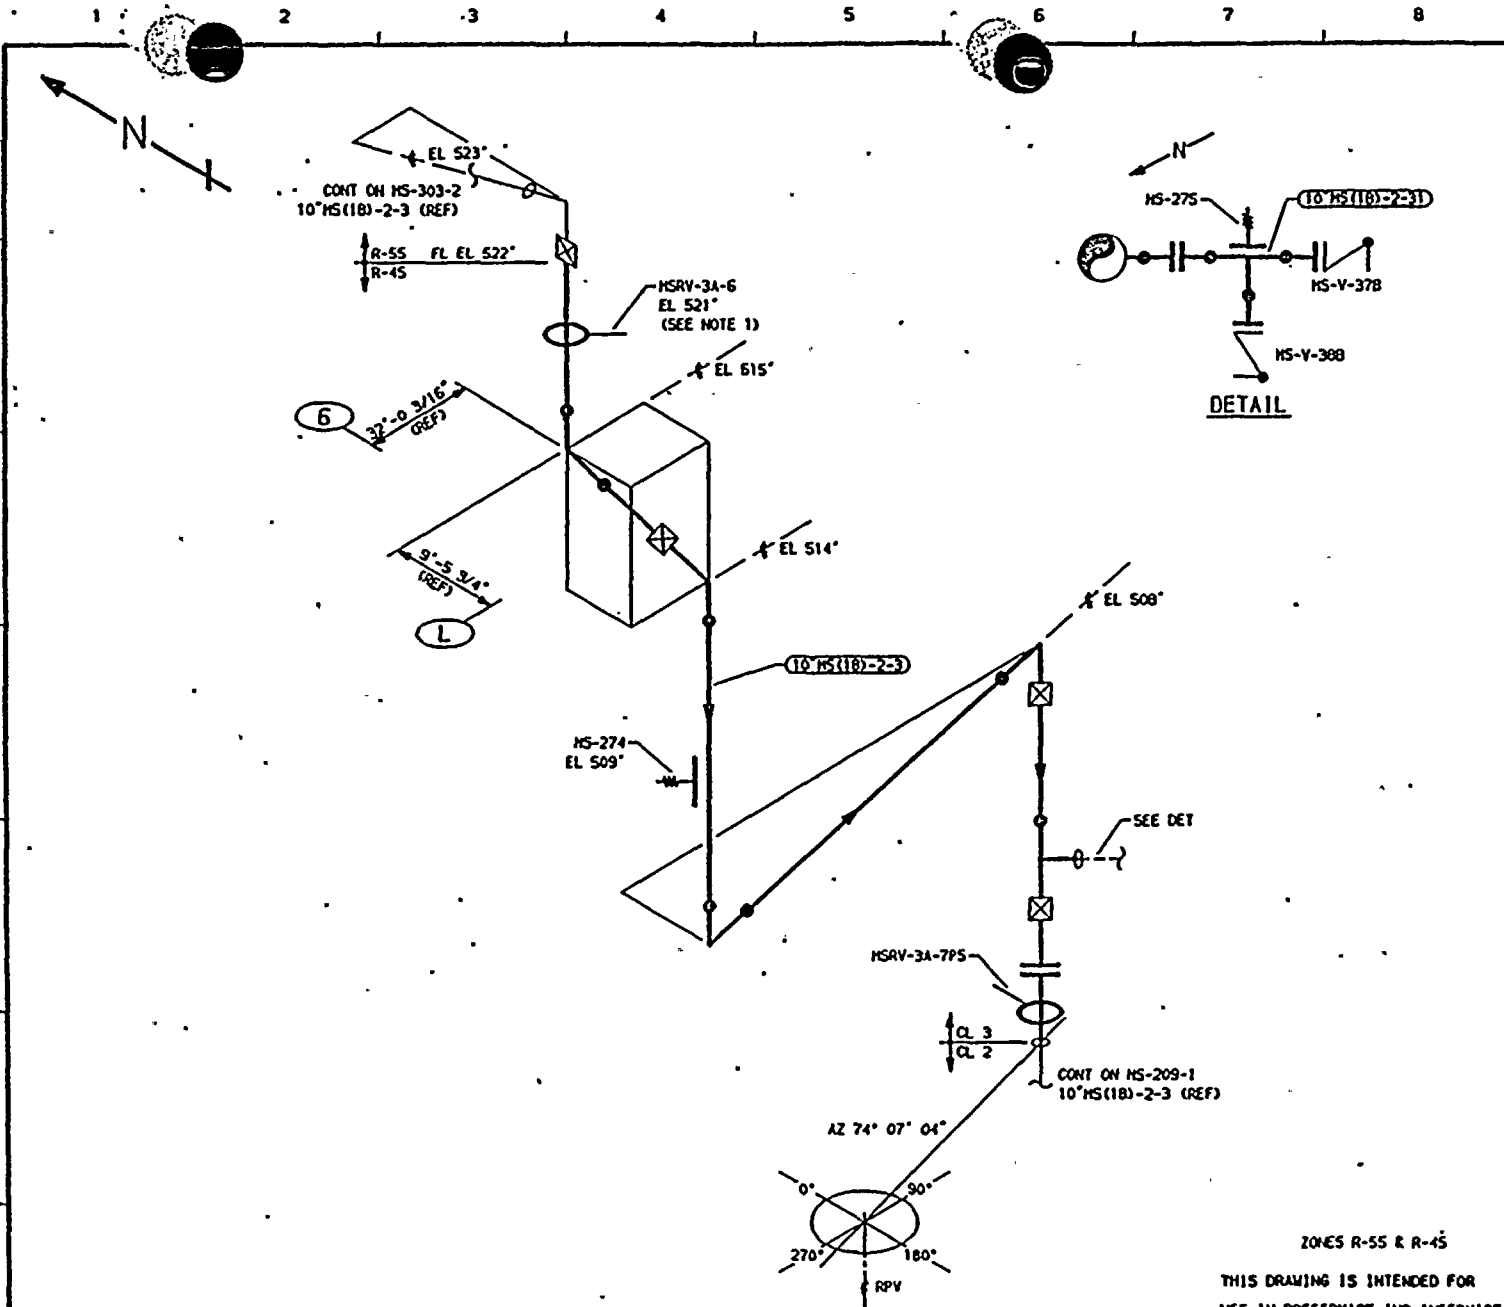 1 2 3 4 5 6 7 8
N
EL 523'
CONT ON MS-303-2
10"MS(18)-2-3 (REF)
R-55 FL EL 522'
R-45
MSRV-3A-6
EL 521'
(SEE NOTE 1)
EL 515'
6
32'-0 3/16"
(REF)
9'-5 3/4"
(REF)
L
EL 514'
EL 508'
10"MS(18)-2-3
MS-274
EL 509'
SEE DET
MSRV-3A-7PS
CL 3
CL 2
CONT ON MS-209-1
10"MS(18)-2-3 (REF)
AZ 74° 07' 04"
0°
90°
270°
180°
RPV
N
MS-275
10"MS(18)-2-31
MS-V-37B
MS-V-38B
DETAIL
ZONES R-55 & R-45
THIS DRAWING IS INTENDED FOR